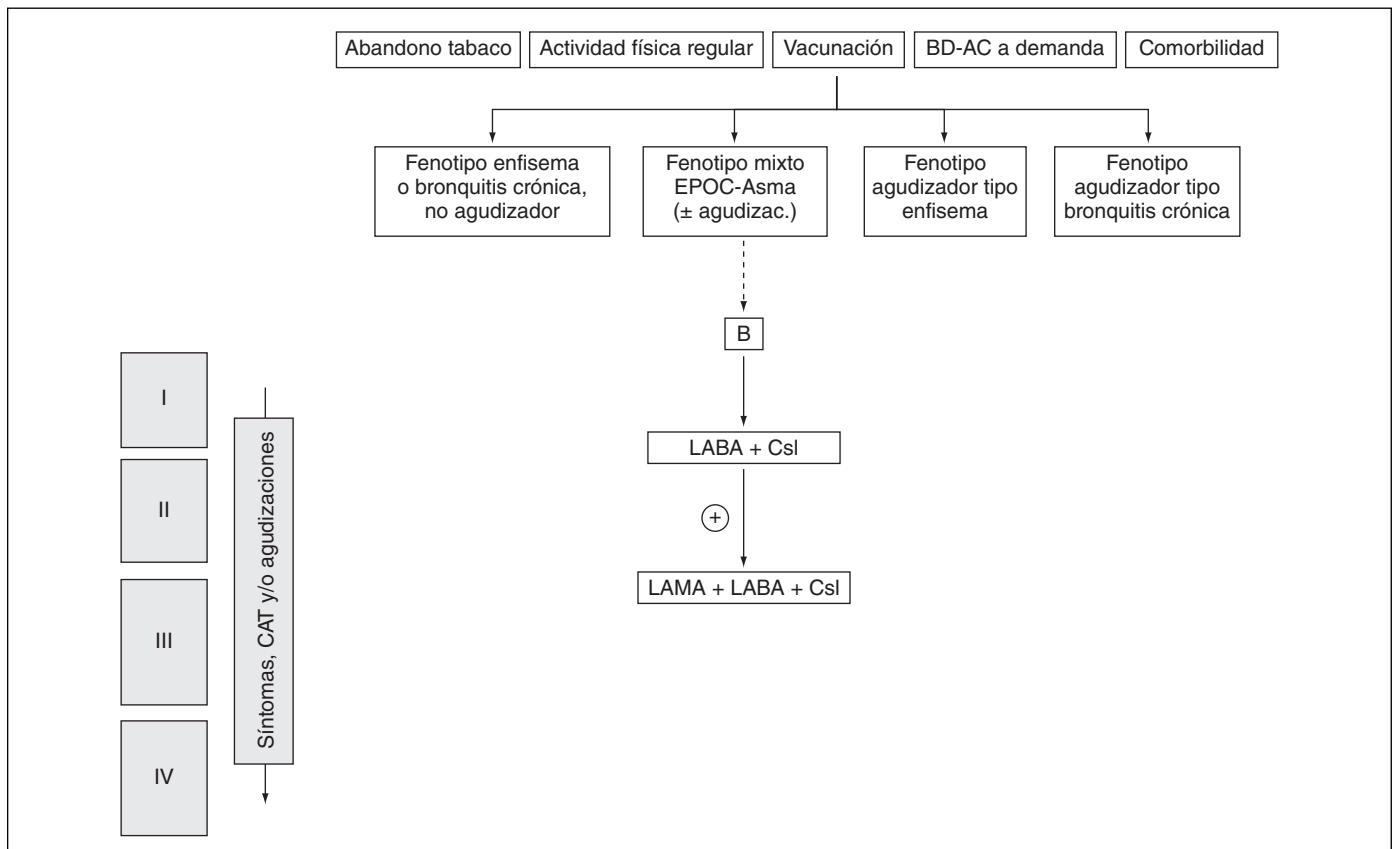 Abandono tabaco
Actividad física regular
Vacunación
BD-AC a demanda
Comorbilidad
Fenotipo enfisema
o bronquitis crónica,
no agudizador
Fenotipo mixto
EPOC-Asma
(± agudizac.)
Fenotipo
agudizador tipo
enfisema
Fenotipo
agudizador tipo
bronquitis crónica
B
I
LABA + CsI
II
+
III
LAMA + LABA + CsI
IV
Síntomas, CAT y/o agudizaciones